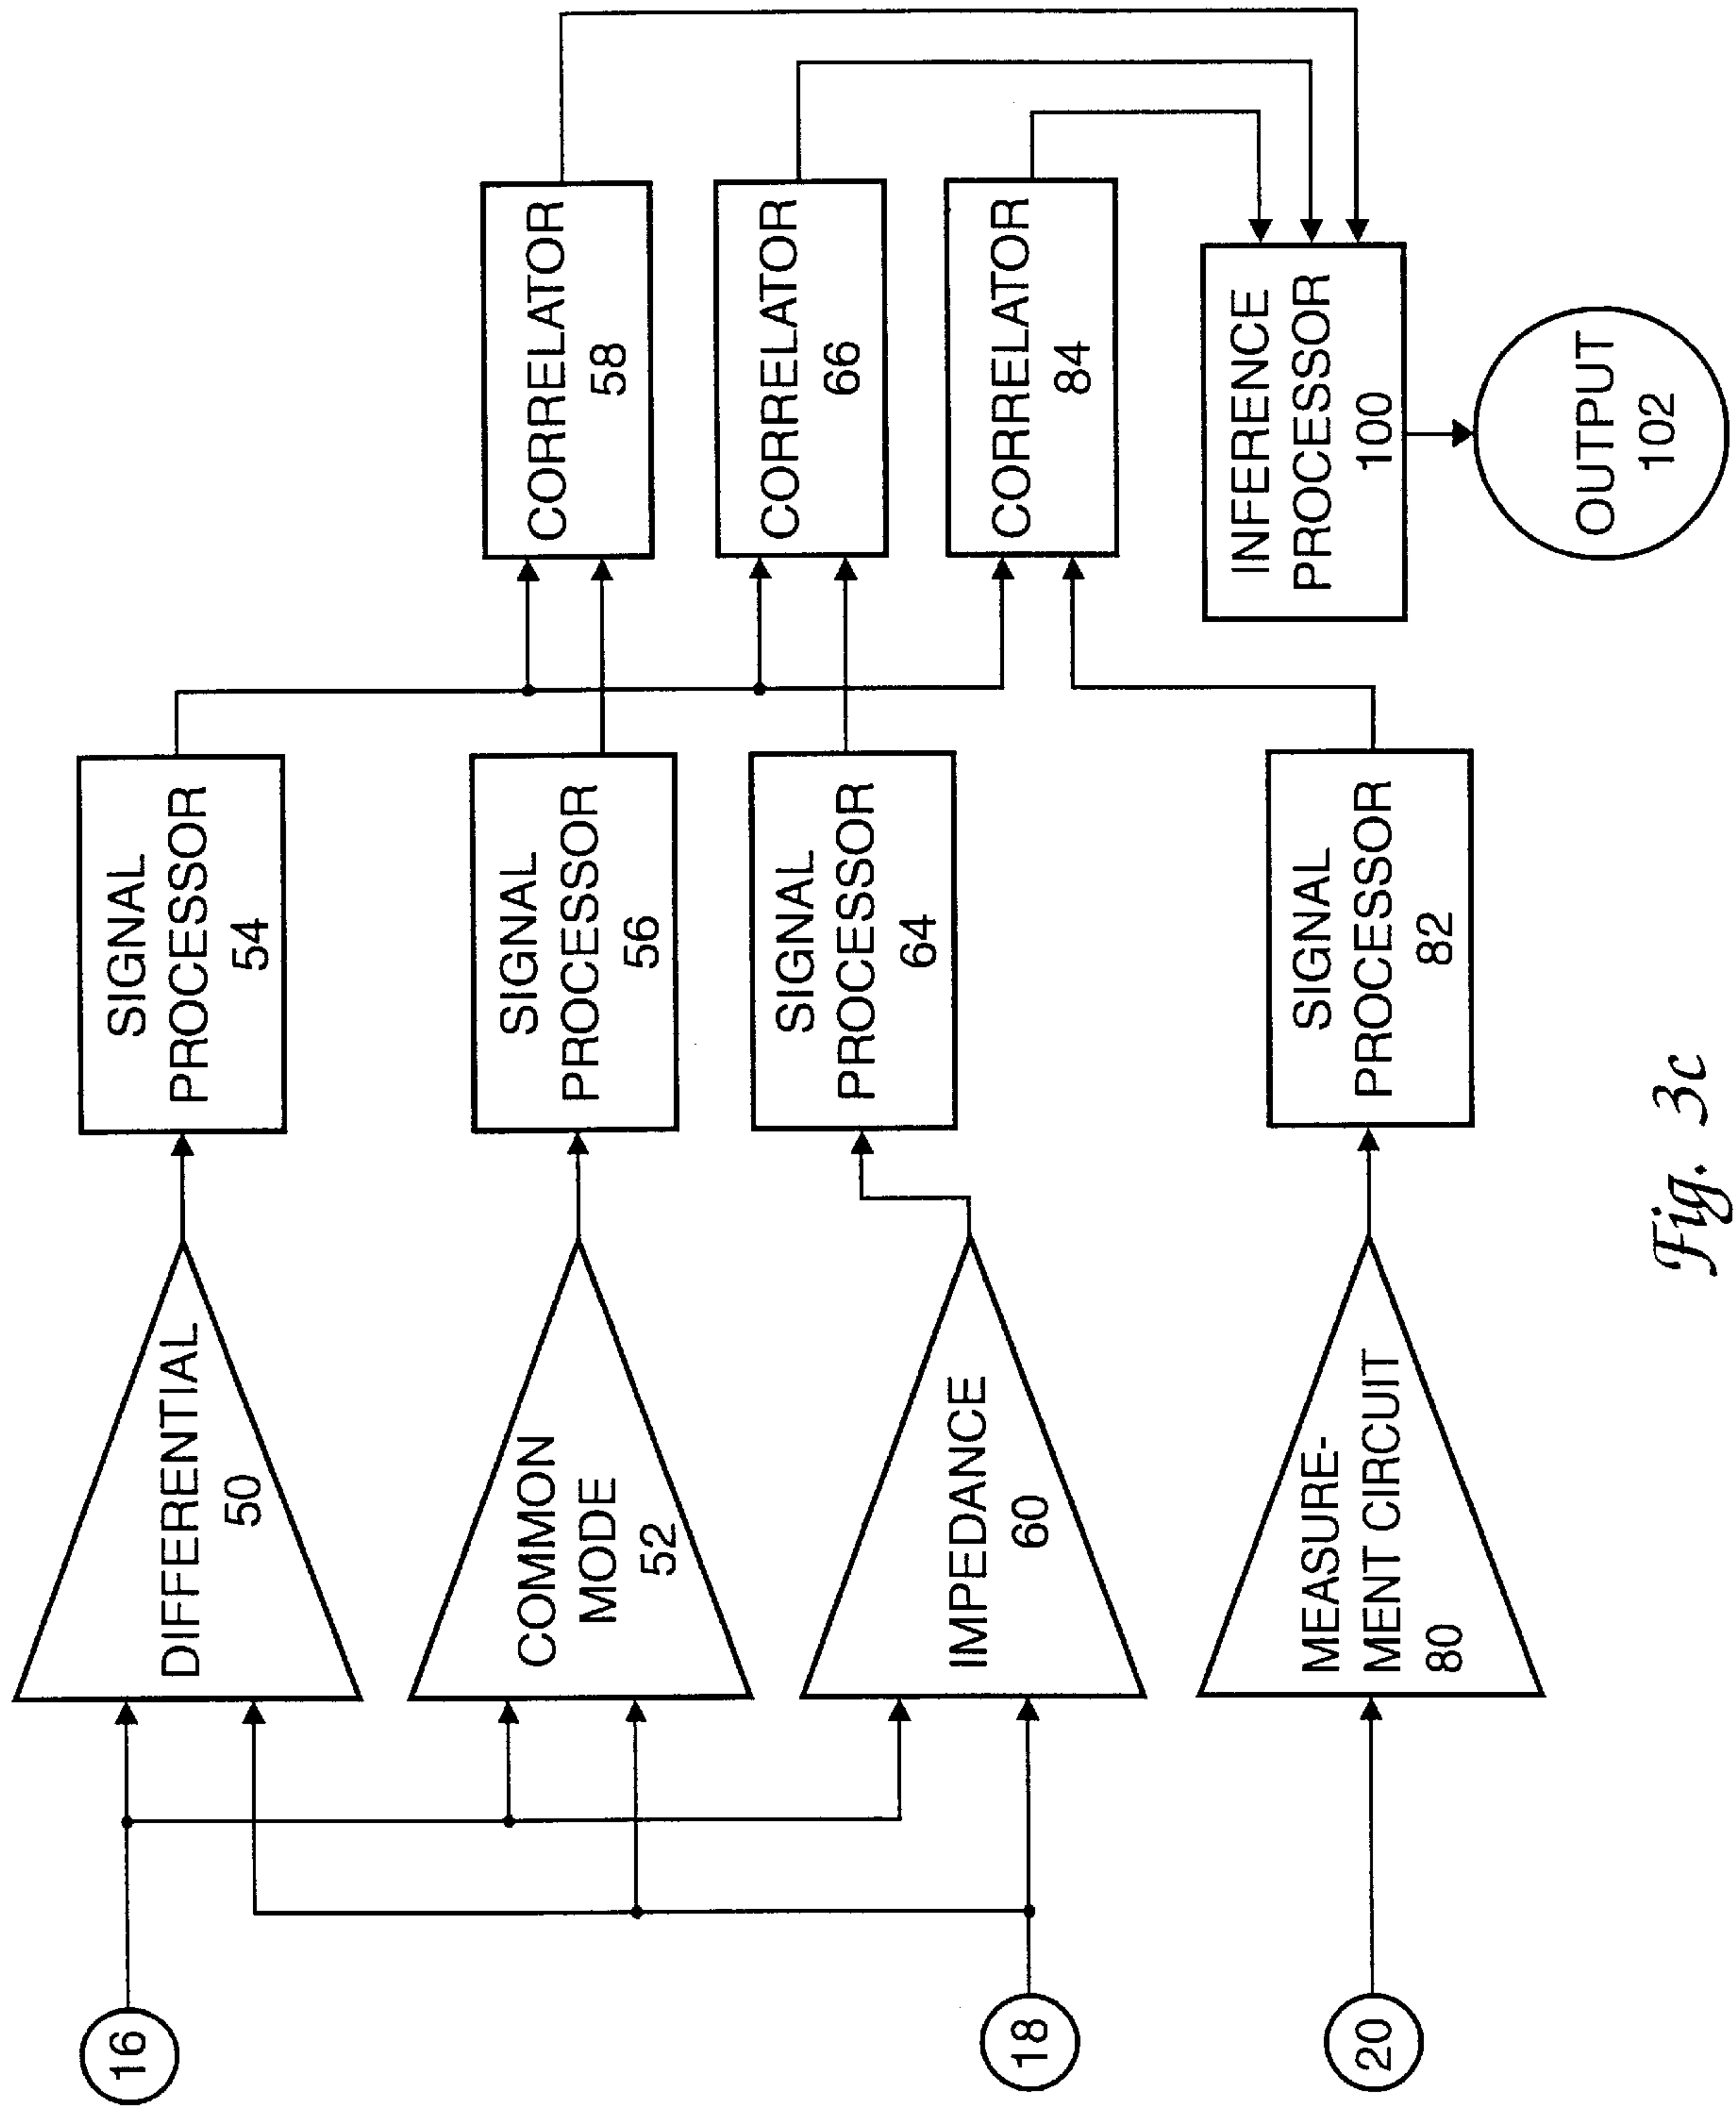 16
18
20
DIFFERENTIAL
50
COMMON
MODE
52
IMPEDANCE
60
MEASURE-
MENT CIRCUIT
80
SIGNAL
PROCESSOR
54
SIGNAL
PROCESSOR
56
SIGNAL
PROCESSOR
64
SIGNAL
PROCESSOR
82
CORRELATOR
58
CORRELATOR
66
CORRELATOR
84
INFERENCE
PROCESSOR
100
OUTPUT
102
Fig. 3c